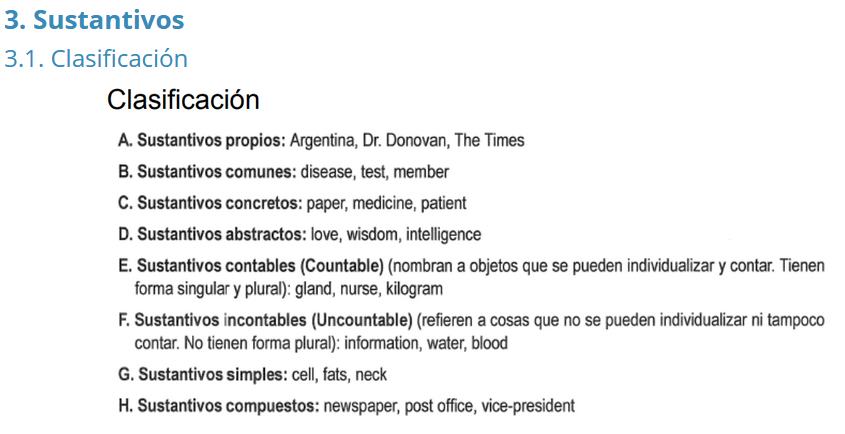 3. Sustantivos
3.1. Clasificación
Clasificación
A. Sustantivos propios: Argentina, Dr. Donovan, The Times
B. Sustantivos comunes: disease, test, member
C. Sustantivos concretos: paper, medicine, patient
D. Sustantivos abstractos: love, wisdom, intelligence
E. Sustantivos contables (Countable) (nombran a objetos que se pueden individualizar y contar. Tienen
forma singular y plural): gland, nurse, kilogram
F. Sustantivos incontables (Uncountable) (refieren a cosas que no se pueden individualizar ni tampoco
contar. No tienen forma plural): information, water, blood
G. Sustantivos simples: cell, fats, neck
H. Sustantivos compuestos: newspaper, post office, vice-president